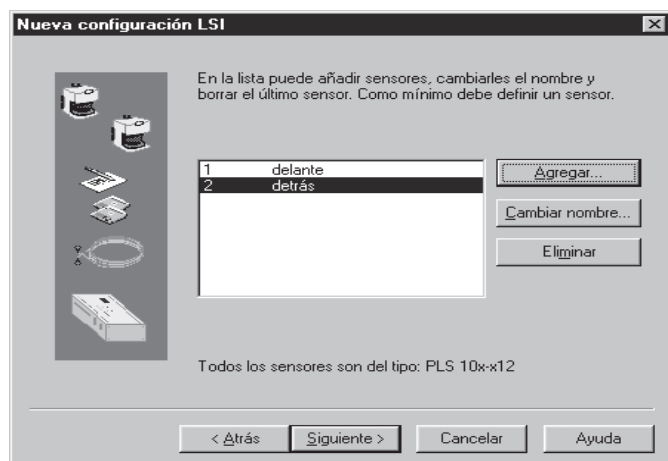 Nueva configuración LSI
En la lista puede añadir sensores, cambiarles el nombre y
borrar el último sensor. Como mínimo debe definir un sensor.
1 delante
2 detrás
Agregar...
Cambiar nombre...
Eliminar
Todos los sensores son del tipo: PLS 10x-x12
< Atrás Siguiente > Cancelar Ayuda